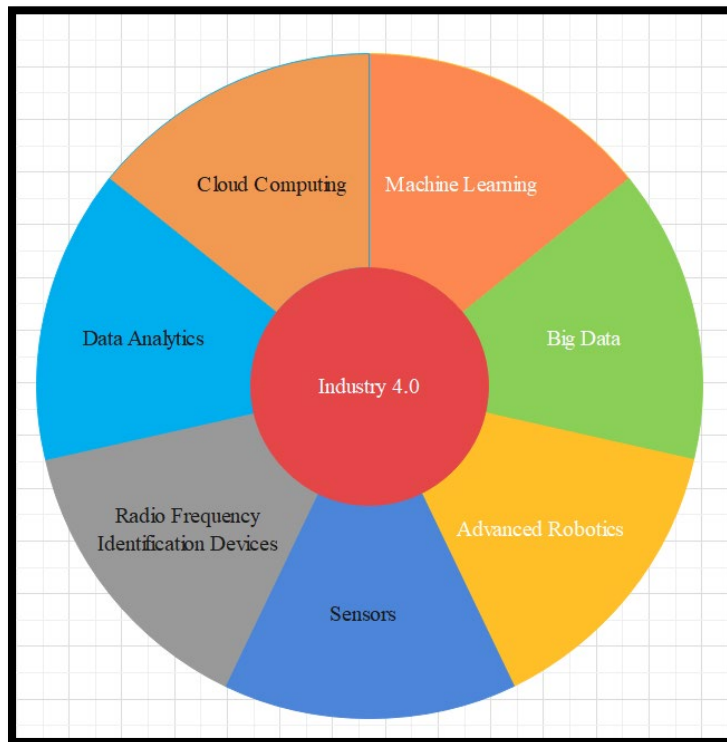 Cloud Computing
Machine Learning
Data Analytics
Big Data
Industry 4.0
Radio Frequency
Identification Devices
Advanced Robotics
Sensors